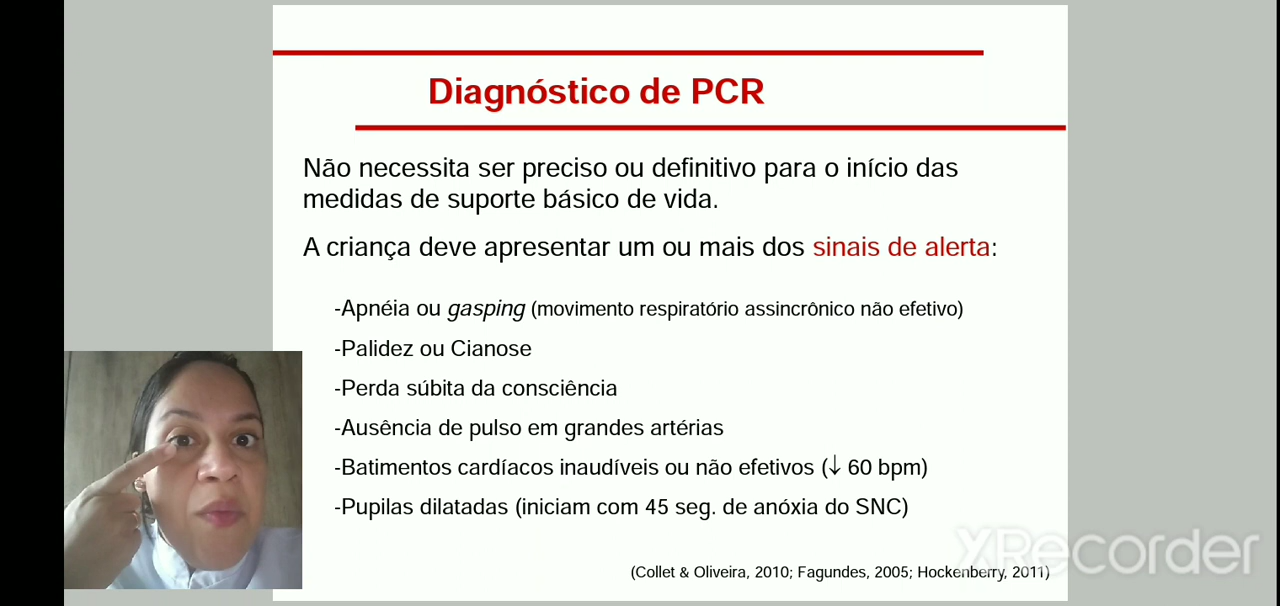 Diagnóstico de PCR
Não necessita ser preciso ou definitivo para o início das
medidas de suporte básico de vida.
A criança deve apresentar um ou mais dos sinais de alerta:
-Apnéia ou gasping (movimento respiratório assincrônico não efetivo)
-Palidez ou Cianose
-Perda súbita da consciência
-Ausência de pulso em grandes artérias
-Batimentos cardíacos inaudíveis ou não efetivos (↓ 60 bpm)
-Pupilas dilatadas (iniciam com 45 seg. de anóxia do SNC)
XRecorder
(Collet & Oliveira, 2010; Fagundes, 2005; Hockenberry, 2011)